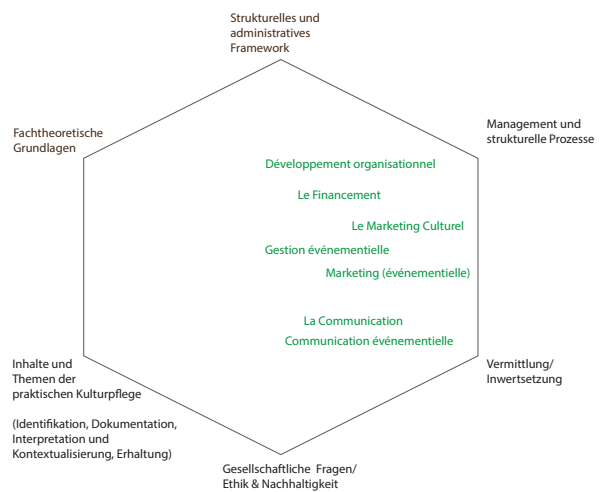 Strukturelles und
administratives
Framework
Fachtheoretische
Grundlagen
Management und
strukturelle Prozesse
Développement organisationnel
Le Financement
Le Marketing Culturel
Gestion événementielle
Marketing (événementielle)
La Communication
Communication événementielle
Inhalte und
Themen der
praktischen Kulturpflege
(Identifikation, Dokumentation,
Interpretation und
Kontextualisierung, Erhaltung)
Vermittlung/
Inwertsetzung
Gesellschaftliche Fragen/
Ethik & Nachhaltigkeit